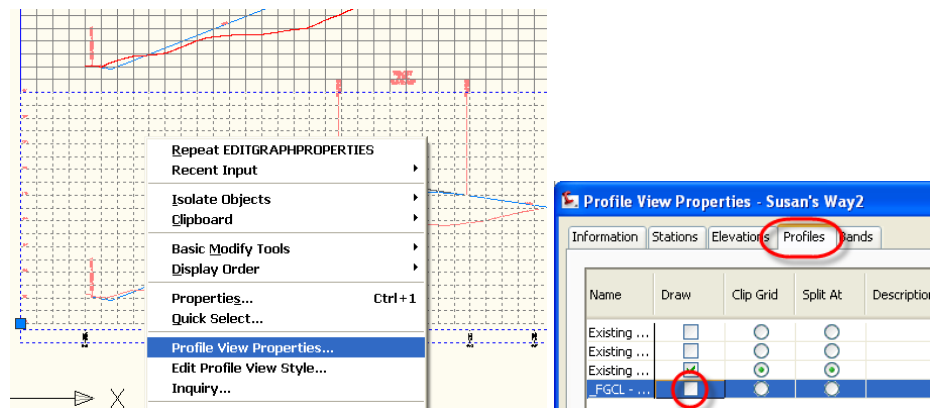 Repeat EDITGRAPHPROPERTIES
Recent Input
Isolate Objects
Clipboard
Basic Modify Tools
Display Order
Properties... Ctrl+1
Quick Select...
Profile View Properties...
Edit Profile View Style...
Inquiry...
X
Profile View Properties - Susan's Way2
Information Stations Elevations Profiles Bands
Name Draw Clip Grid Split At Description
Existing ...
Existing ...
Existing ...
_FGCL - ...